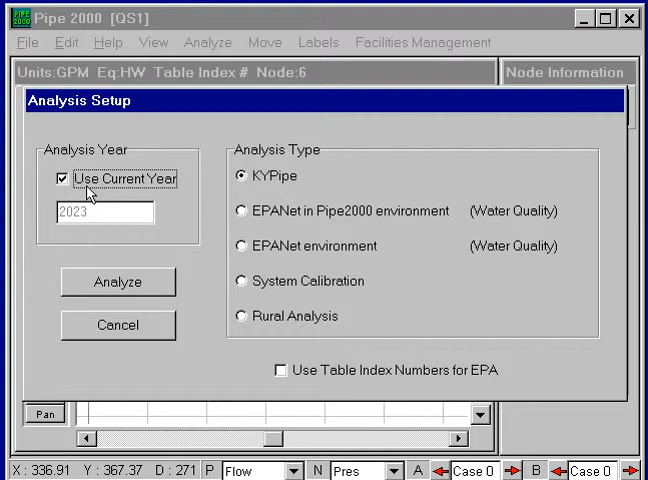 PIPE 2000 Pipe 2000 [QS1]
File Edit Help View Analyze Move Labels Facilities Management
Units:GPM Eq:HW Table Index # Node:6 Node Information
Analysis Setup
Analysis Year
Use Current Year
2023
Analyze
Cancel
Analysis Type
KYPipe
EPANet in Pipe2000 environment (Water Quality)
EPANet environment (Water Quality)
System Calibration
Rural Analysis
Use Table Index Numbers for EPA
Pan
X : 336.91 Y : 367.37 D : 271 P Flow N Pres A Case 0 B Case 0